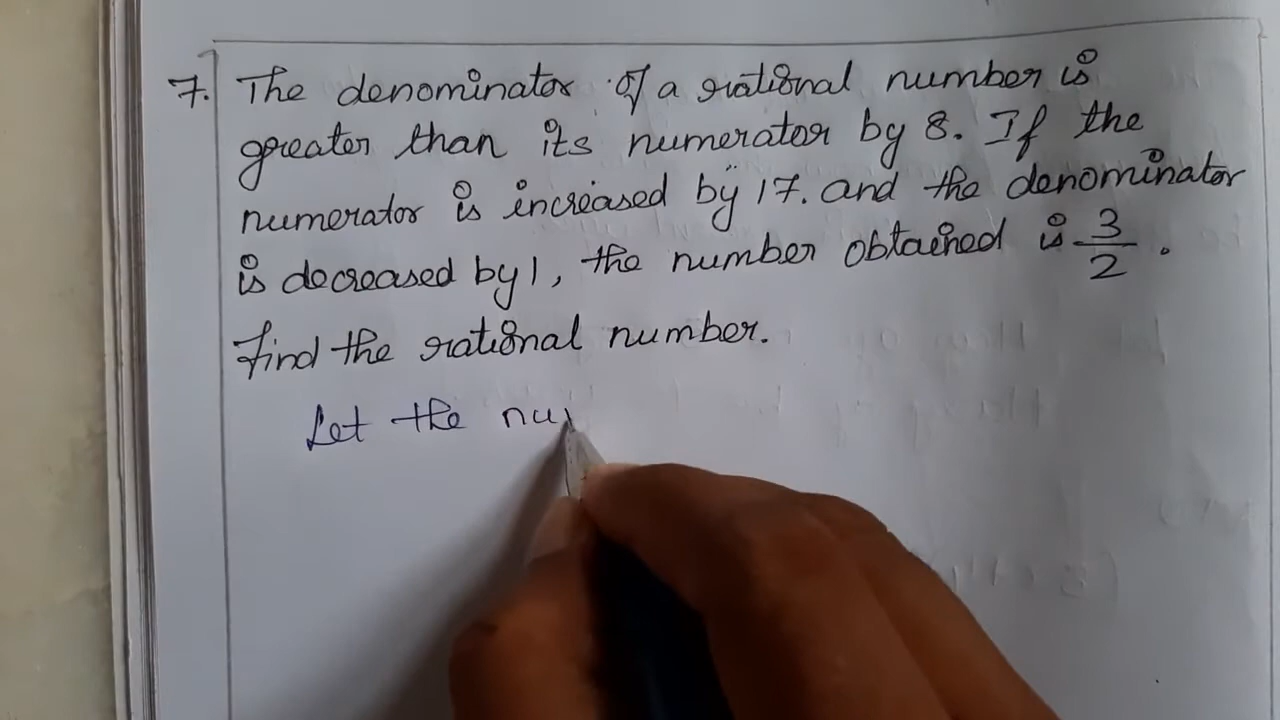 7. The denominator of a rational number is
greater than its numerator by 8. If the
numerator is increased by 17. and the denominator
is decreased by 1, the number obtained is 3/2.
find the rational number.
Let the nu